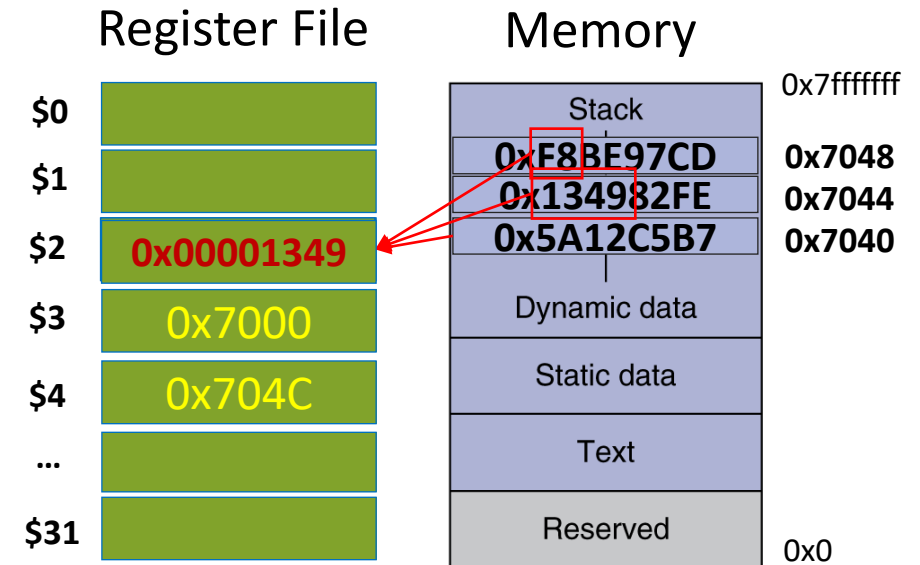 Register File
Memory
0x7fffffff
$0
Stack
0xF8BE97CD
0x7048
$1
0x134982FE
0x7044
$2
0x00001349
0x5A12C5B7
0x7040
$3
0x7000
Dynamic data
$4
0x704C
Static data
...
Text
$31
Reserved
0x0